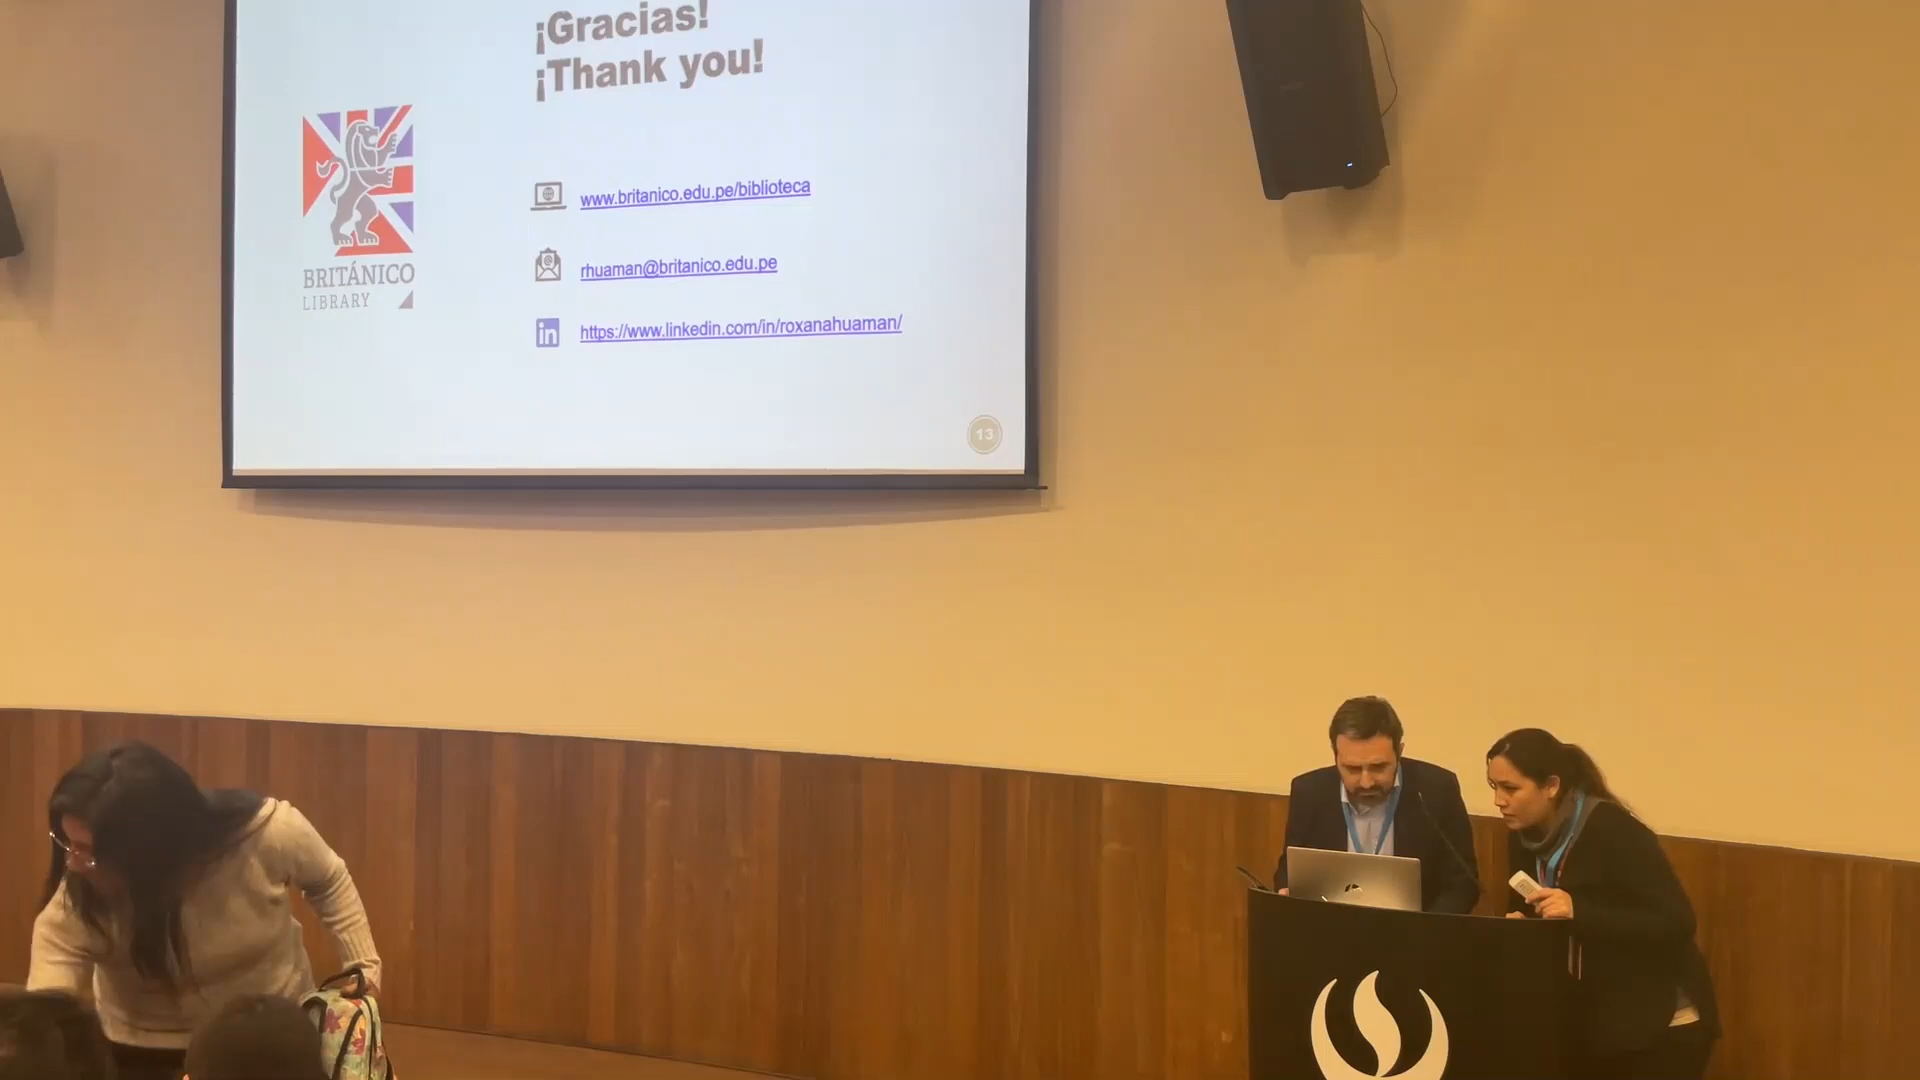 ¡Gracias!
¡Thank you!
www.britanico.edu.pe/biblioteca
rhuaman@britanico.edu.pe
in
https://www.linkedin.com/in/roxanahuaman/
BRITÁNICO
LIBRARY
13